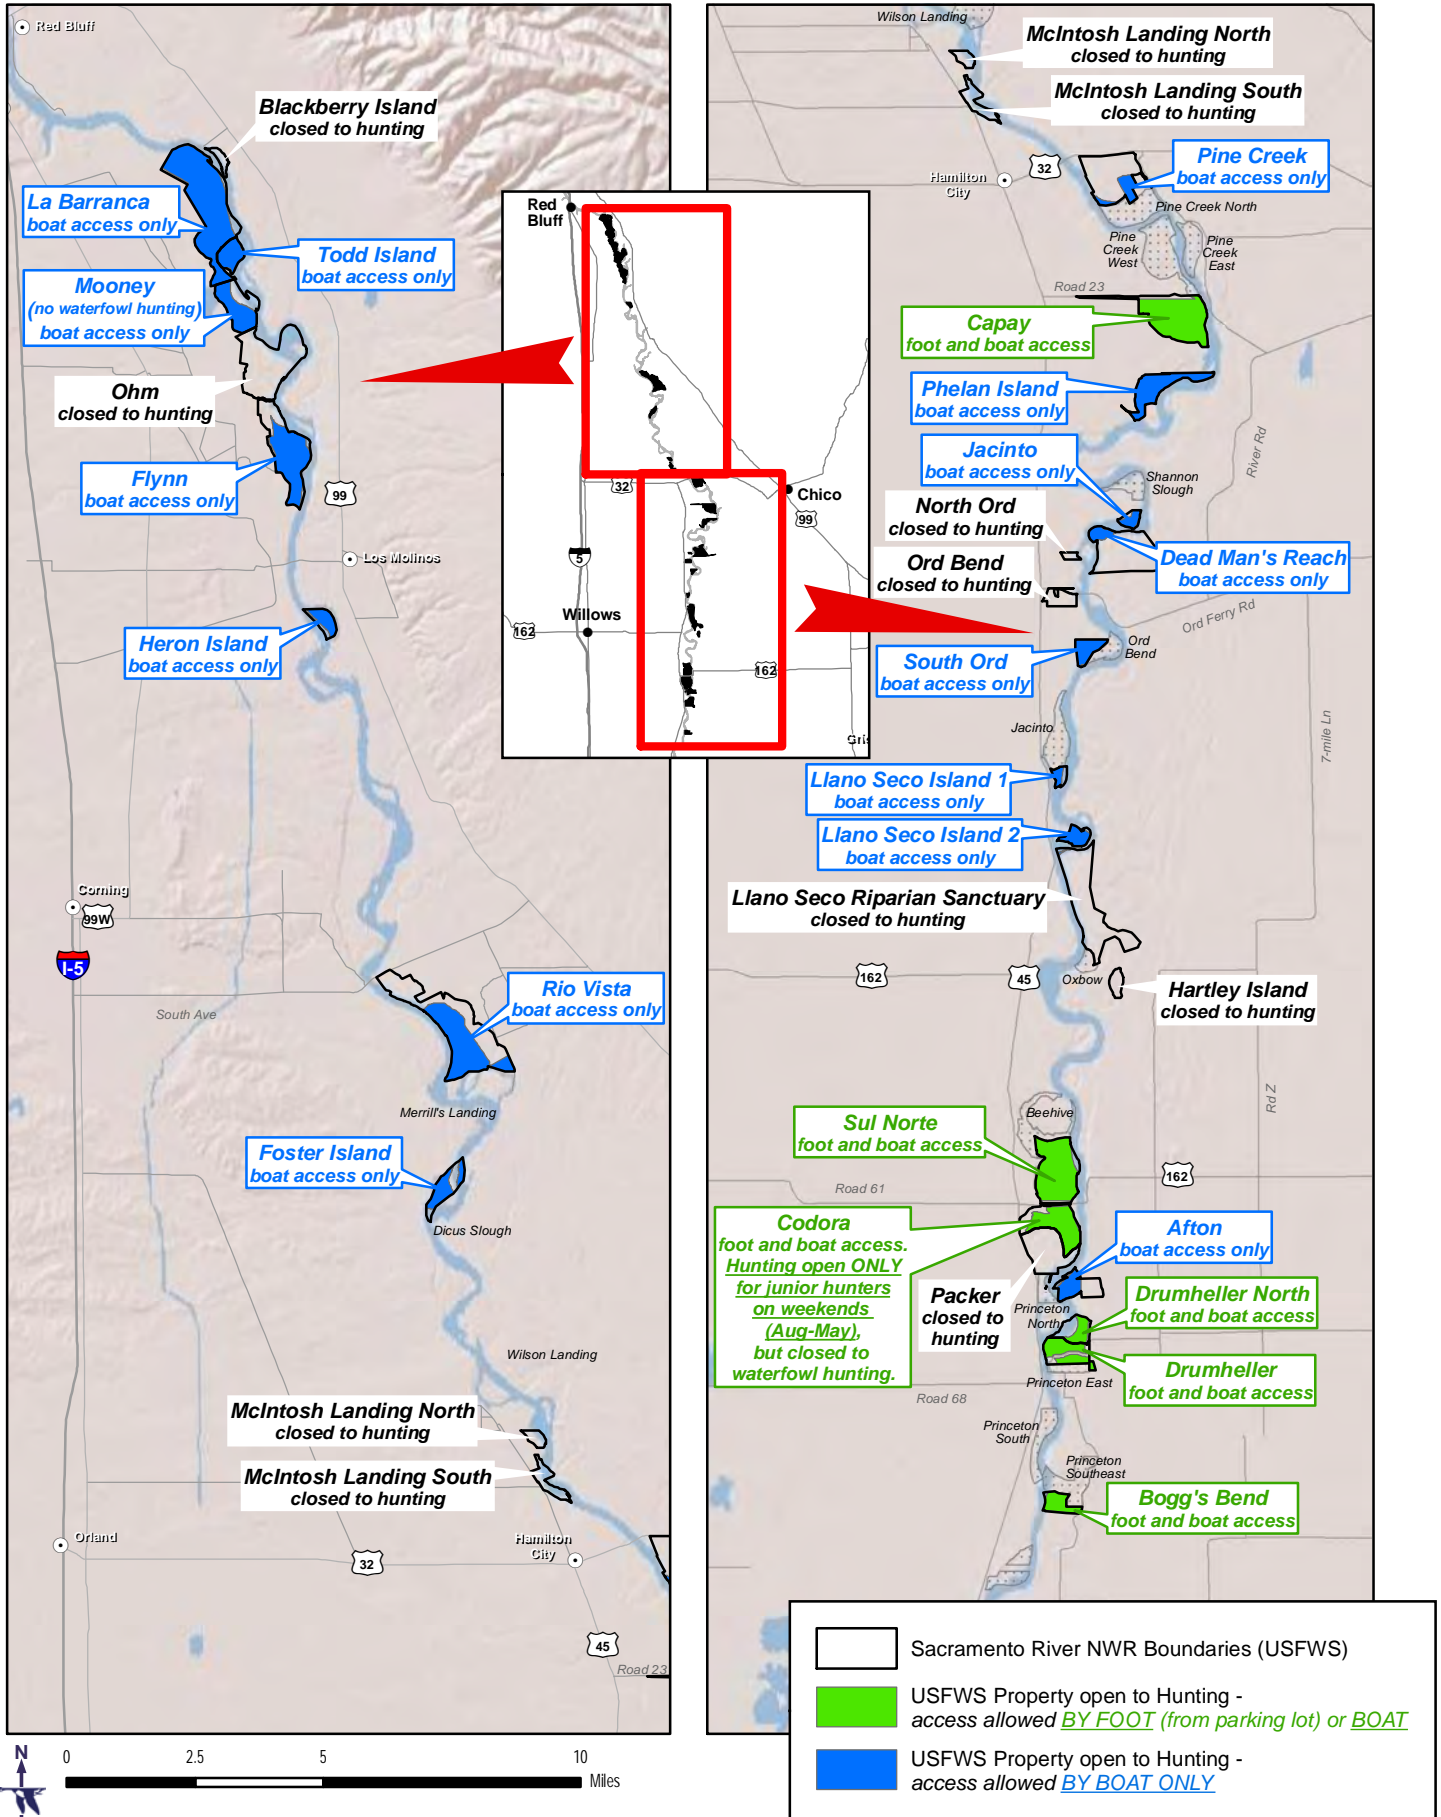 Red Bluff
Blackberry Island
closed to hunting
La Barranca
boat access only
Todd Island
boat access only
Mooney
(no waterfowl hunting)
boat access only
Ohm
closed to hunting
Flynn
boat access only
99
Los Molinos
Heron Island
boat access only
Corning
99W
I-5
South Ave
Rio Vista
boat access only
Merrill's Landing
Foster Island
boat access only
Dicus Slough
Wilson Landing
McIntosh Landing North
closed to hunting
McIntosh Landing South
closed to hunting
Orland
32
Hamilton
City
45
Road 23
N
0
2.5
5
10
Miles
Red
Bluff
32
Chico
99
5
Willows
162
162
Gri
Wilson Landing
McIntosh Landing North
closed to hunting
McIntosh Landing South
closed to hunting
32
Hamilton
City
Pine Creek
boat access only
Pine Creek North
Pine
Creek
West
Pine
Creek
East
Road 23
Capay
foot and boat access
Phelan Island
boat access only
River Rd
Jacinto
boat access only
Shannon
Slough
North Ord
closed to hunting
Dead Man's Reach
boat access only
Ord Bend
closed to hunting
Ord Ferry Rd
Ord
Bend
South Ord
boat access only
Jacinto
7-mile Ln
Llano Seco Island 1
boat access only
Llano Seco Island 2
boat access only
Llano Seco Riparian Sanctuary
closed to hunting
162
45
Oxbow
Hartley Island
closed to hunting
Rd Z
Beehive
Sul Norte
foot and boat access
162
Road 61
Codora
foot and boat access.
Hunting open ONLY
for junior hunters
on weekends
(Aug-May),
but closed to
waterfowl hunting.
Afton
boat access only
Packer
closed to
hunting
Princeton
North
Drumheller North
foot and boat access
Drumheller
foot and boat access
Princeton East
Road 68
Princeton
South
Princeton
Southeast
Bogg's Bend
foot and boat access
Sacramento River NWR Boundaries (USFWS)
USFWS Property open to Hunting -
access allowed BY FOOT (from parking lot) or BOAT
USFWS Property open to Hunting -
access allowed BY BOAT ONLY